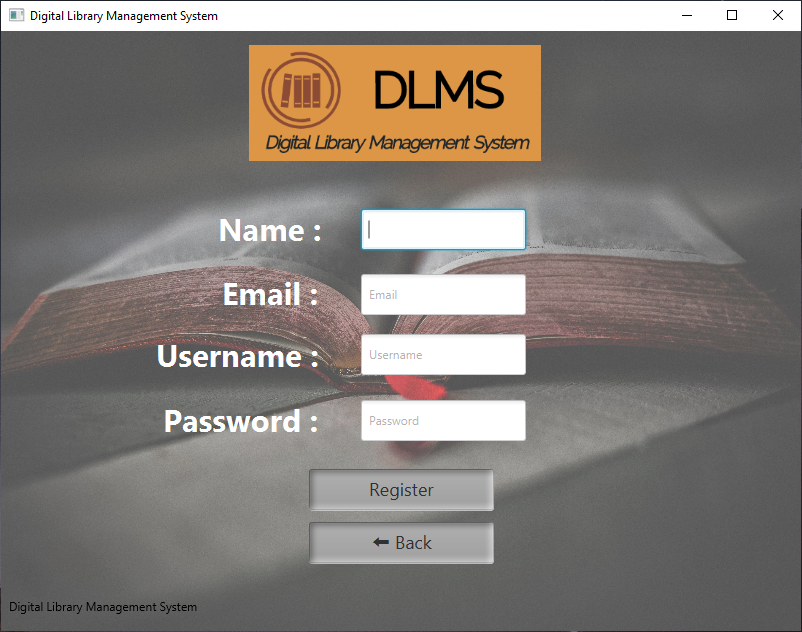 Digital Library Management System
DLMS
Digital Library Management System
Name :
Email :
Email
Username :
Username
Password :
Password
Register
⬅ Back
Digital Library Management System